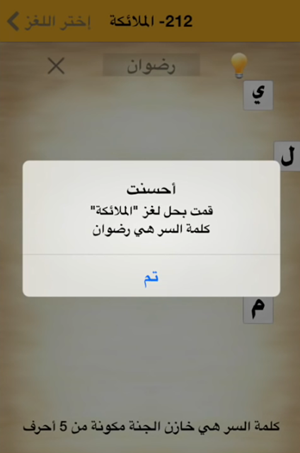 إختر اللغز
212- الملائكة
رضوان
ي
ل
أحسنت
قمت بحل لغز "الملائكة"
كلمة السر هي رضوان
تم
م
كلمة السر هي خازن الجنة مكونة من 5 أحرف